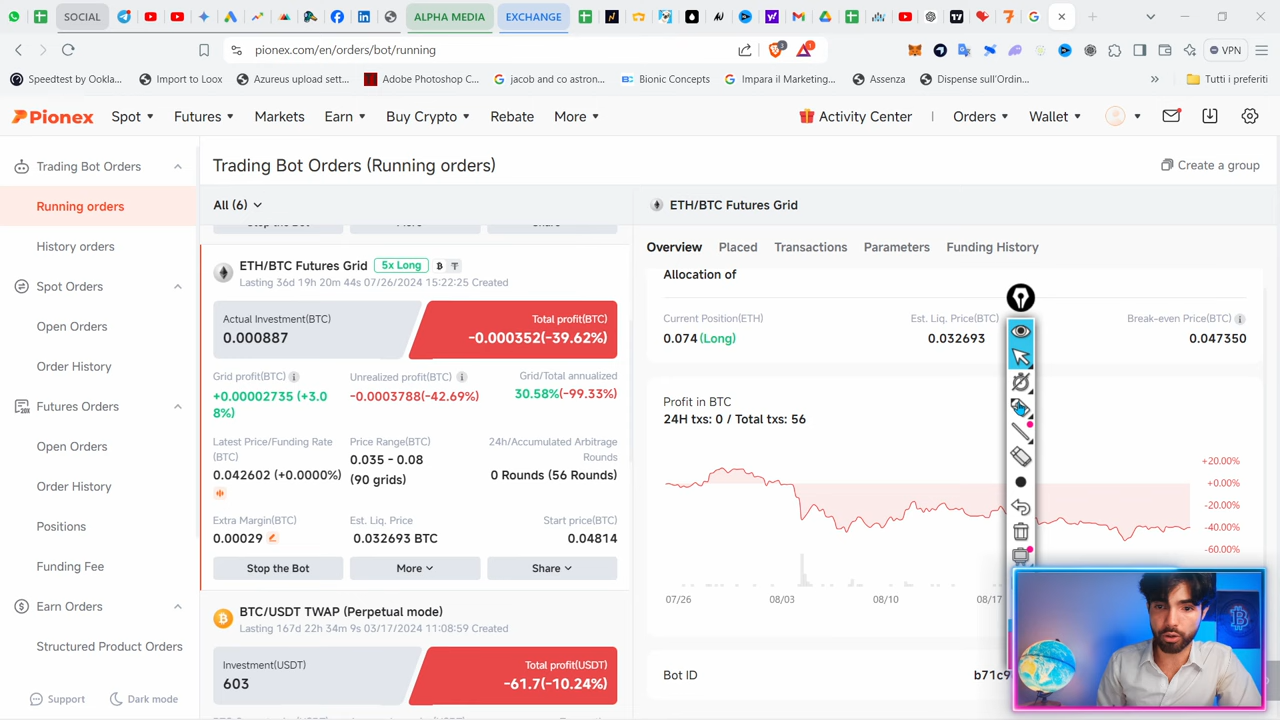 SOCIAL
ALPHA MEDIA
EXCHANGE
pionex.com/en/orders/bot/running
VPN
Speedtest by Ookla...
Import to Loox
Azureus upload sett...
Adobe Photoshop C...
jacob and co astron...
Bionic Concepts
Impara il Marketing...
Assenza
Dispense sull'Ordin...
Tutti i preferiti
Pionex
Spot
Futures
Markets
Earn
Buy Crypto
Rebate
More
Activity Center
Orders
Wallet
Trading Bot Orders
Running orders
History orders
Spot Orders
Open Orders
Order History
Futures Orders
Open Orders
Order History
Positions
Funding Fee
Earn Orders
Structured Product Orders
Support
Dark mode
Trading Bot Orders (Running orders)
Create a group
All (6)
ETH/BTC Futures Grid
5x Long
Lasting 36d 19h 20m 44s 07/26/2024 15:22:25 Created
Actual Investment(BTC)
0.000887
Total profit(BTC)
-0.000352(-39.62%)
Grid profit(BTC)
+0.00002735 (+3.0
8%)
Unrealized profit(BTC)
-0.0003788(-42.69%)
Grid/Total annualized
30.58%(-99.33%)
Latest Price/Funding Rate
(BTC)
0.042602 (+0.0000%)
Price Range(BTC)
0.035 - 0.08
(90 grids)
24h/Accumulated Arbitrage
Rounds
0 Rounds (56 Rounds)
Extra Margin(BTC)
0.00029
Est. Liq. Price
0.032693 BTC
Start price(BTC)
0.04814
Stop the Bot
More
Share
BTC/USDT TWAP (Perpetual mode)
Lasting 167d 22h 34m 9s 03/17/2024 11:08:59 Created
Investment(USDT)
603
Total profit(USDT)
-61.7(-10.24%)
ETH/BTC Futures Grid
Overview
Placed
Transactions
Parameters
Funding History
Allocation of
Current Position(ETH)
0.074 (Long)
Est. Liq. Price(BTC)
0.032693
Break-even Price(BTC)
0.047350
Profit in BTC
24H txs: 0 / Total txs: 56
+20.00%
+0.00%
-20.00%
-40.00%
-60.00%
07/26
08/03
08/10
08/17
Bot ID
b71c9